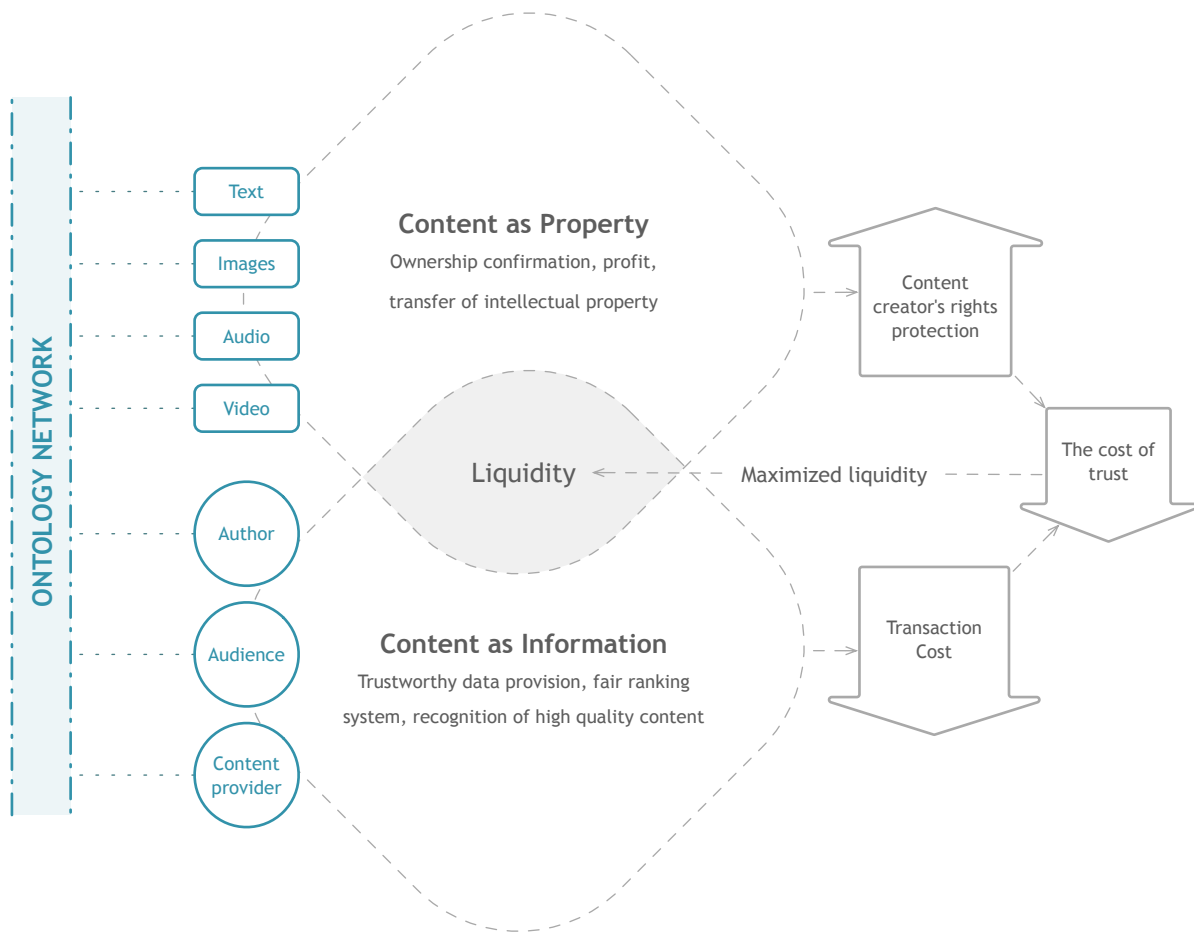 ONTOLOGY NETWORK
Text
Images
Audio
Video
Author
Audience
Content
provider
Content as Property
Ownership confirmation, profit,
transfer of intellectual property
Liquidity
Content as Information
Trustworthy data provision, fair ranking
system, recognition of high quality content
Content
creator's rights
protection
Maximized liquidity
The cost of
trust
Transaction
Cost